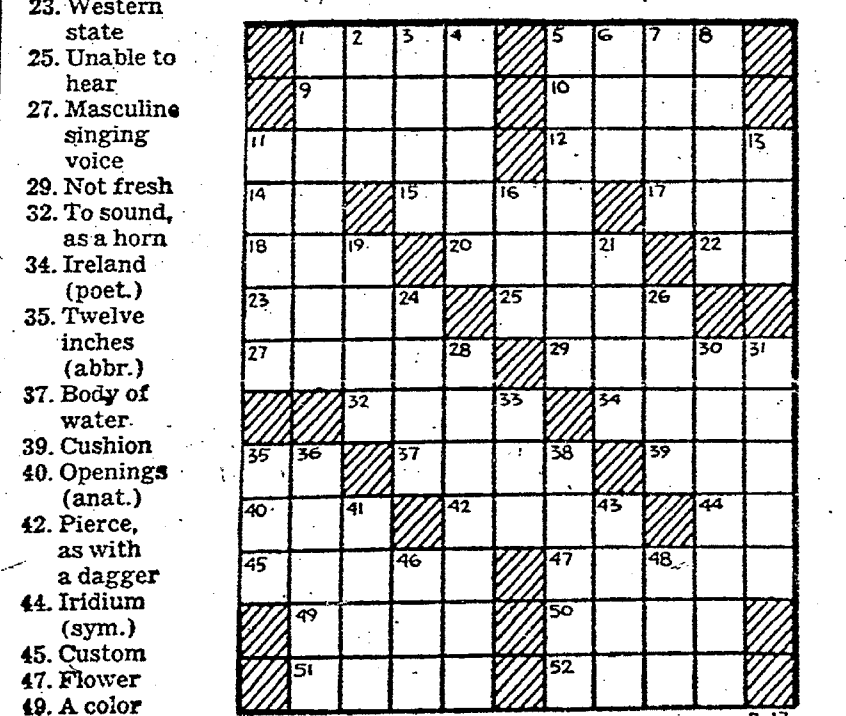 23. Western
state
25. Unable to
hear
27. Masculine
singing
voice
29. Not fresh
32. To sound,
as a horn
34. Ireland
(poet.)
35. Twelve
inches
(abbr.)
37. Body of
water
39. Cushion
40. Openings
(anat.)
42. Pierce,
as with
a dagger
44. Iridium
(sym.)
45. Custom
47. Flower
49. A color
1 2 3 4 5 6 7 8
9 10
11 12 13
14 15 16 17
18 19 20 21 22
23 24 25 26
27 28 29 30 31
32 33 34
35 36 37 38 39
40 41 42 43 44
45 46 47 48
49 50
51 52